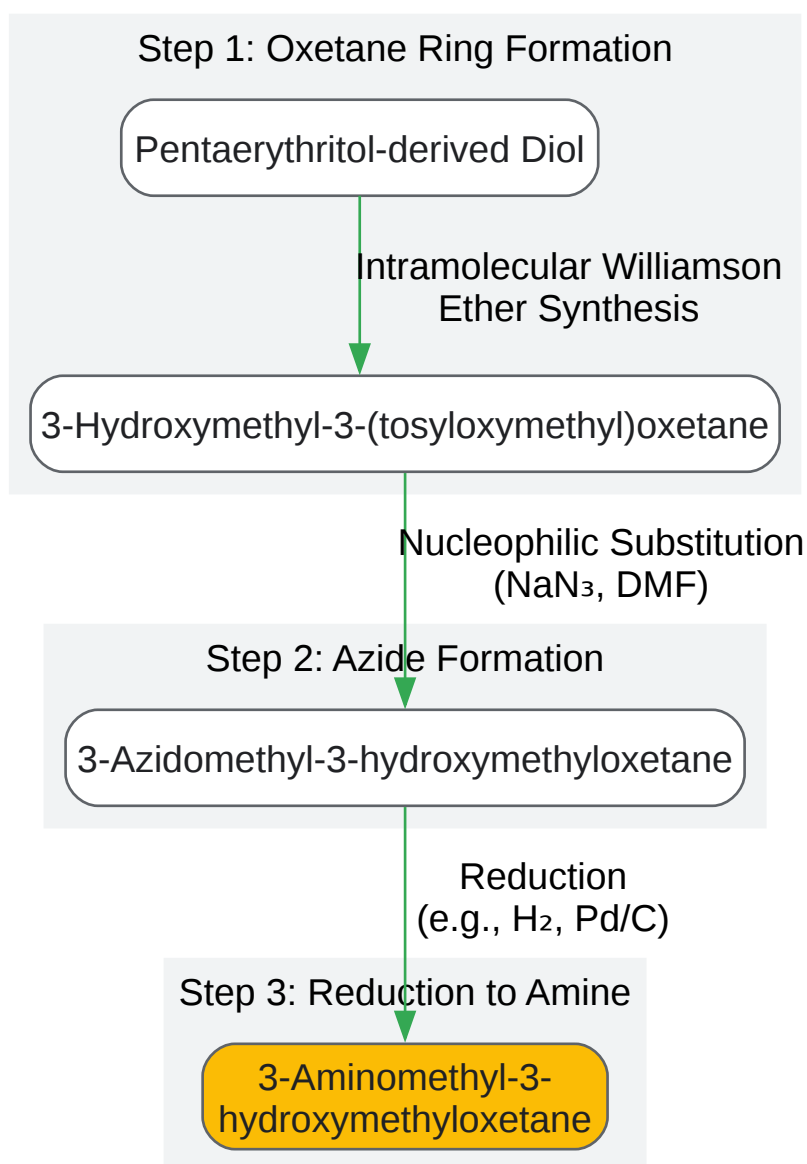 Step 1: Oxetane Ring Formation
Pentaerythritol-derived Diol
Intramolecular Williamson
Ether Synthesis
3-Hydroxymethyl-3-(tosyloxymethyl)oxetane
Nucleophilic Substitution
(NaN₃, DMF)
Step 2: Azide Formation
3-Azidomethyl-3-hydroxymethyloxetane
Reduction
(e.g., H₂, Pd/C)
Step 3: Reduction to Amine
3-Aminomethyl-3-
hydroxymethyloxetane